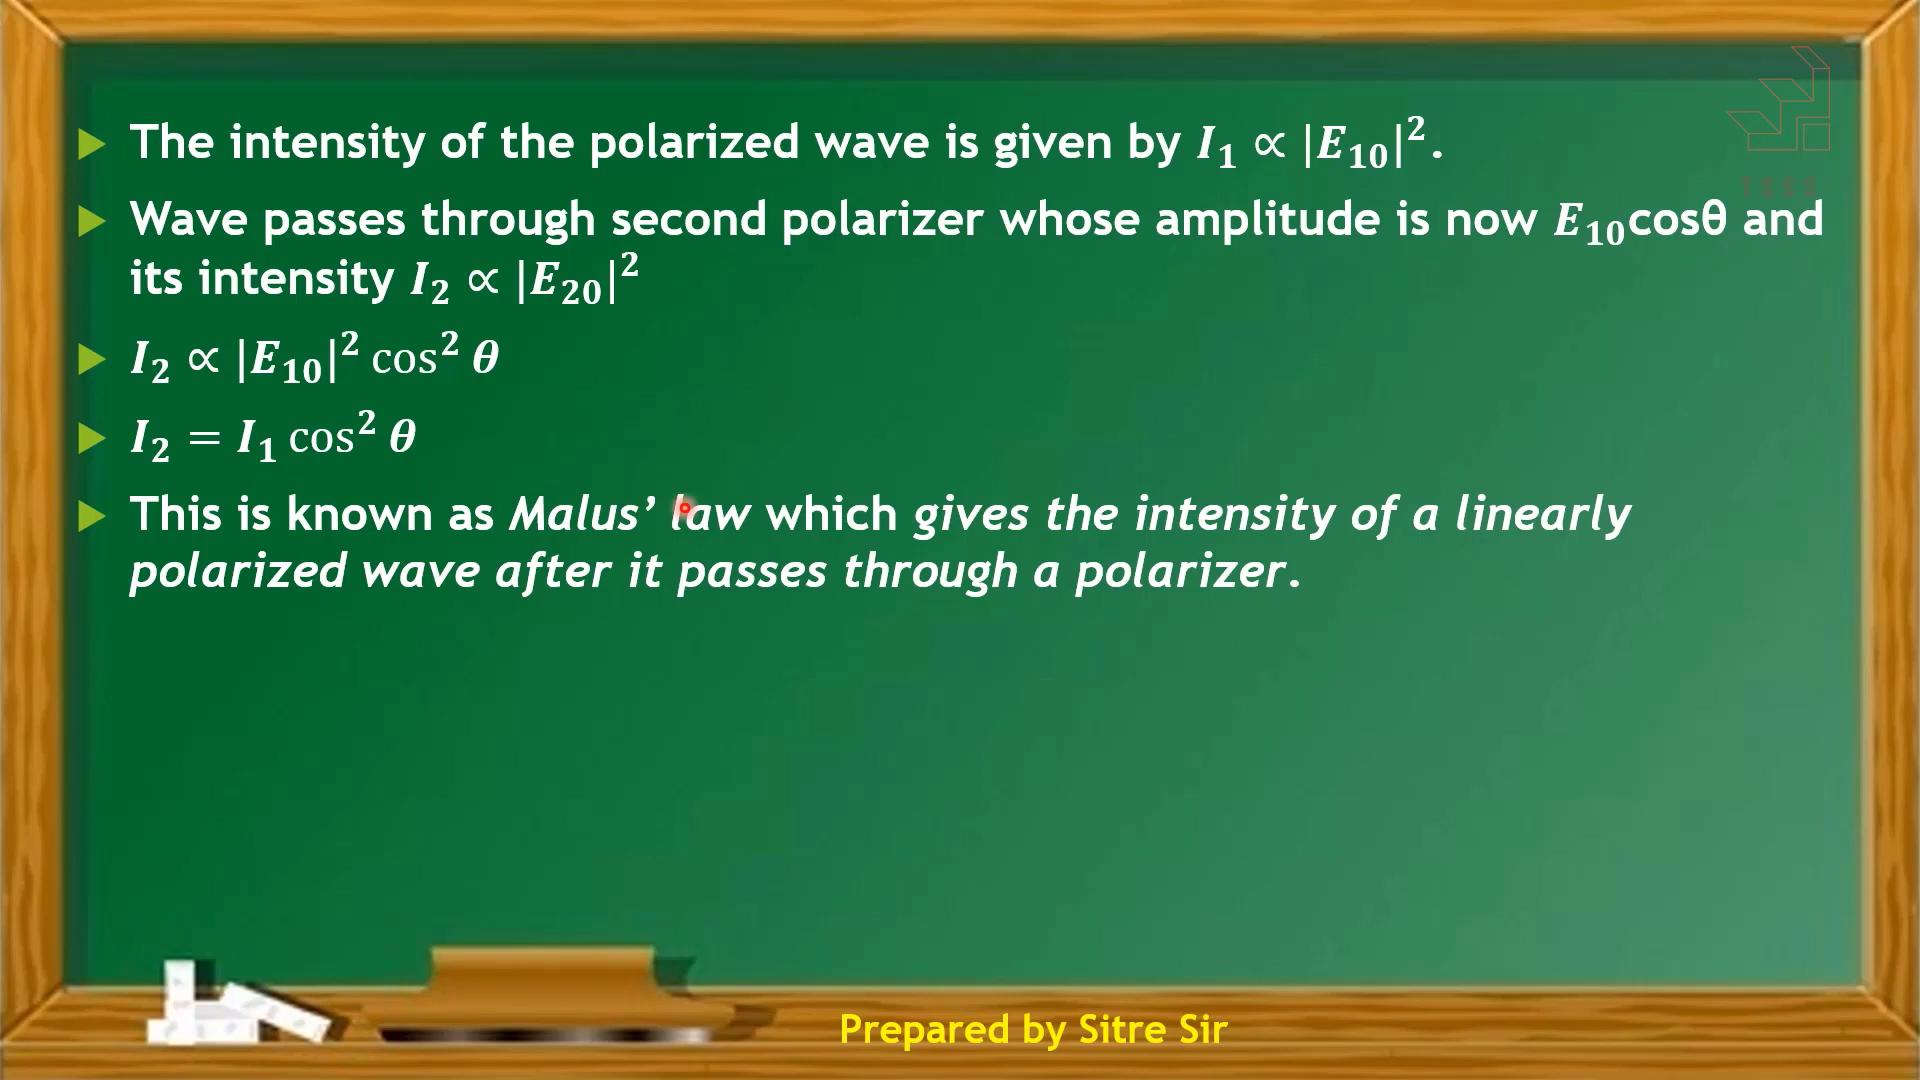 The intensity of the polarized wave is given by I₁ ∝ |E₁₀|².
Wave passes through second polarizer whose amplitude is now E₁₀cosθ and
its intensity I₂ ∝ |E₂₀|²
I₂ ∝ |E₁₀|² cos² θ
I₂ = I₁ cos² θ
This is known as Malus’ law which gives the intensity of a linearly
polarized wave after it passes through a polarizer.
Prepared by Sitre Sir